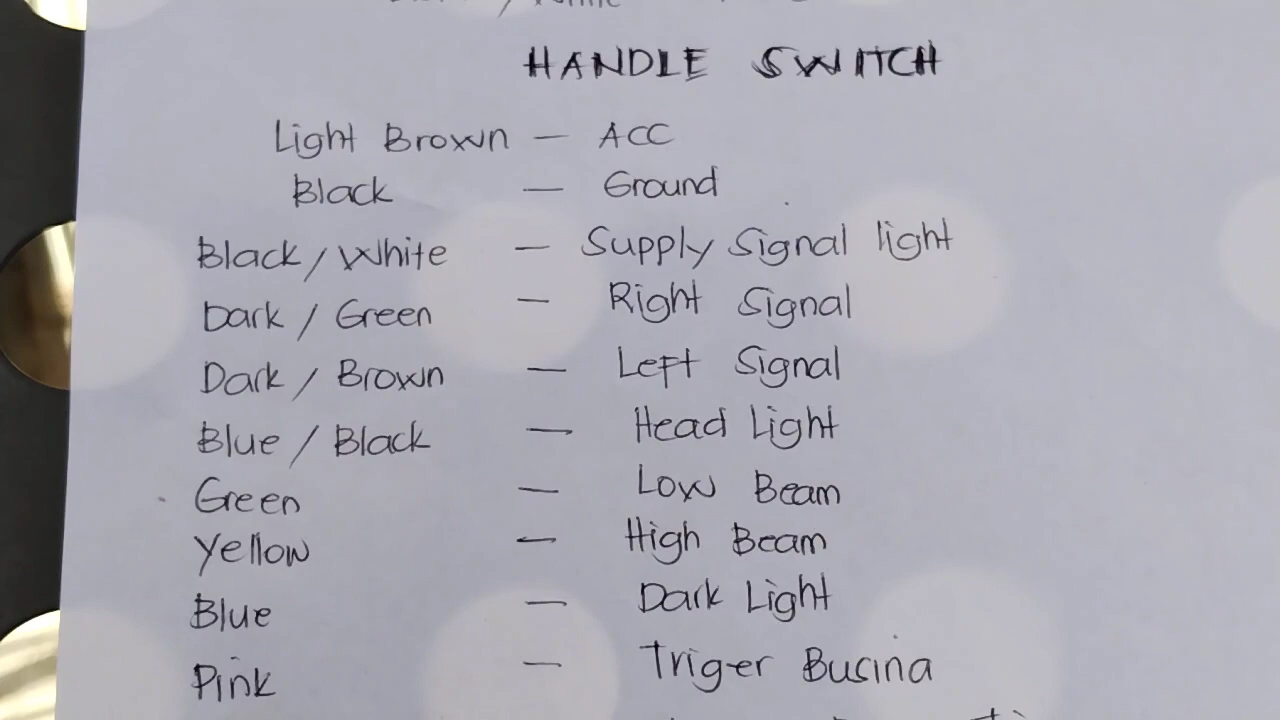 HANDLE SWITCH
Light Brown — ACC
Black — Ground
Black / White — Supply Signal light
Dark / Green — Right Signal
Dark / Brown — Left Signal
Blue / Black — Head Light
Green — Low Beam
Yellow — High Beam
Blue — Dark Light
Pink — Triger Busina